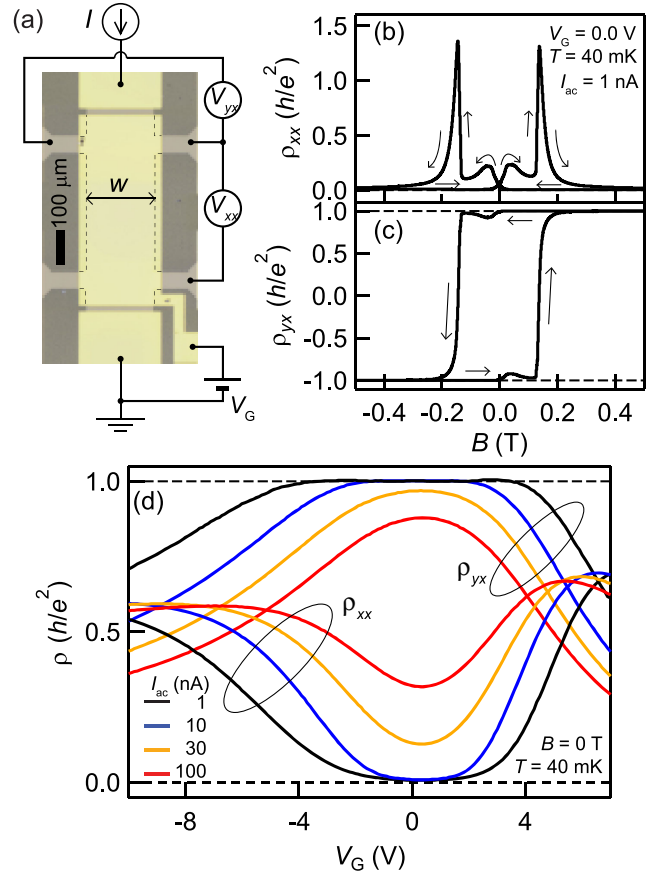 (a)
I
V_yx
w
100 μm
V_xx
V_G
(b)
V_G = 0.0 V
T = 40 mK
I_ac = 1 nA
ρ_xx (h/e²)
1.5
1.0
0.5
0.0
(c)
ρ_yx (h/e²)
1.0
0.5
0.0
-0.5
-1.0
-0.4 -0.2 0.0 0.2 0.4
B (T)
(d)
ρ (h/e²)
1.0
0.5
0.0
ρ_yx
ρ_xx
I_ac (nA)
1
10
30
100
B = 0 T
T = 40 mK
-8 -4 0 4
V_G (V)